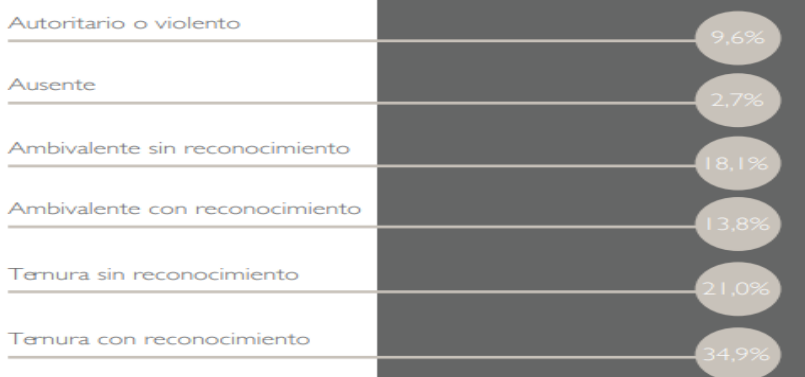 Autoritario o violento 9,6%
Ausente 2,7%
Ambivalente sin reconocimiento 18,1%
Ambivalente con reconocimiento 13,8%
Ternura sin reconocimiento 21,0%
Ternura con reconocimiento 34,9%